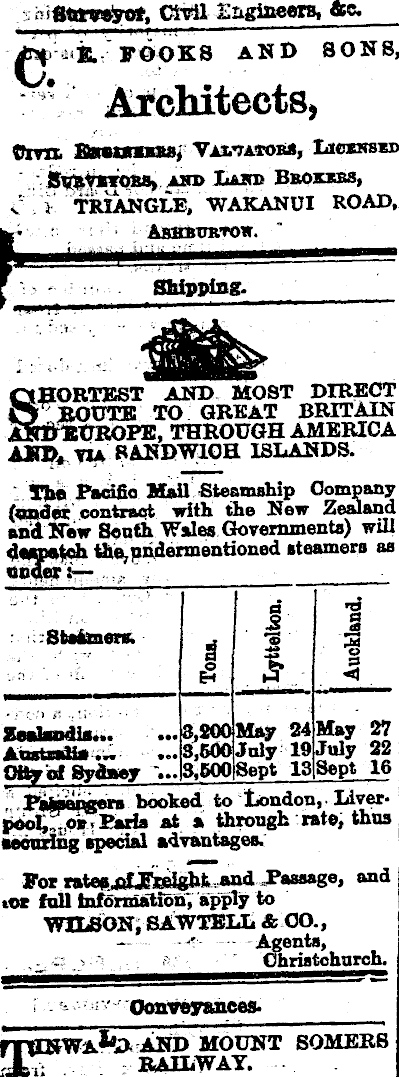 Surveyor, Civil Engineers, &c.
C. E. FOOKS AND SONS,
Architects,
CIVIL ENGINEERS, VALUATORS, LICENSED
SURVEYORS, AND LAND BROKERS,
TRIANGLE, WAKANUI ROAD,
ASHBURTON.
Shipping.
SHORTEST AND MOST DIRECT
ROUTE TO GREAT BRITAIN
AND EUROPE, THROUGH AMERICA
AND, VIA SANDWICH ISLANDS.
The Pacific Mail Steamship Company
(under contract with the New Zealand
and New South Wales Governments) will
despatch the undermentioned steamers as
under :—
Steamers. Tons. Lyttelton. Auckland.
Zealandia... ... 3,200 May 24 May 27
Australia ... ... 3,500 July 19 July 22
City of Sydney ... 3,500 Sept 13 Sept 16
Passengers booked to London, Liver-
pool, or Paris at a through rate, thus
securing special advantages.
For rates of Freight and Passage, and
for full information, apply to
WILSON, SAWTELL & CO.,
Agents,
Christchurch.
Conveyances.
TINWALD AND MOUNT SOMERS
RAILWAY.